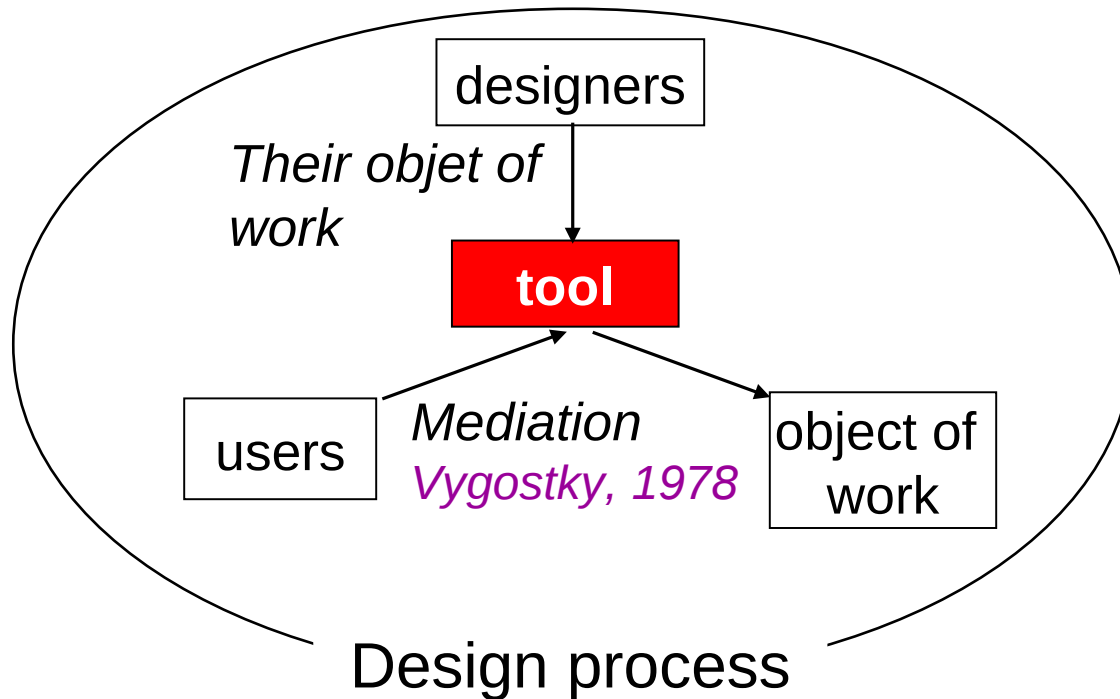 designers
Their objet of
work
tool
users
Mediation
Vygostky, 1978
object of
work
Design process